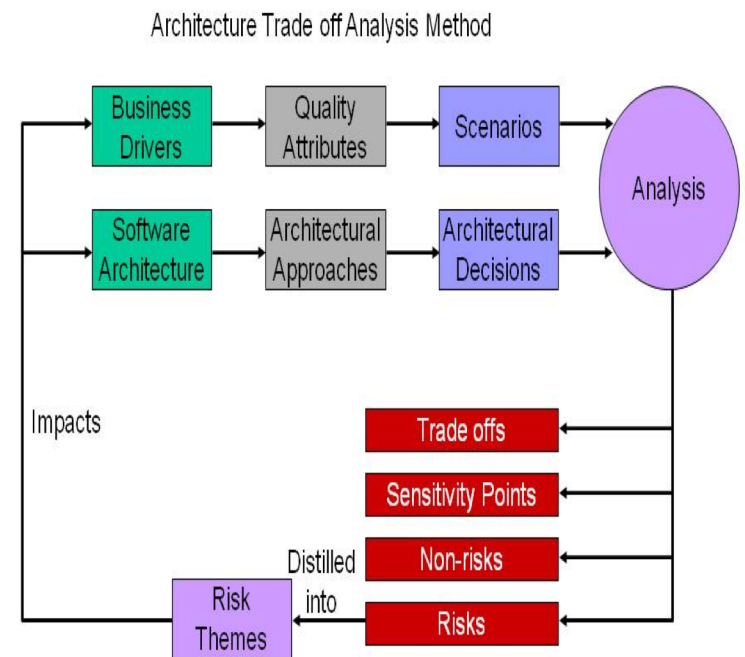 Architecture Trade off Analysis Method
Business
Drivers
Quality
Attributes
Scenarios
Analysis
Software
Architecture
Architectural
Approaches
Architectural
Decisions
Impacts
Trade offs
Sensitivity Points
Non-risks
Distilled
into
Risks
Risk
Themes